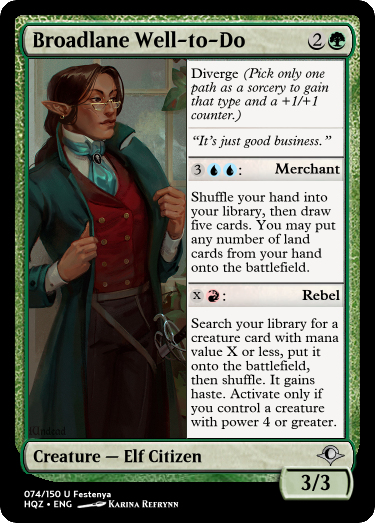 Broadlane Well-to-Do 2
Diverge (Pick only one
path as a sorcery to gain
that type and a +1/+1
counter.)
“It’s just good business.”
3 : Merchant
Shuffle your hand into
your library, then draw
five cards. You may put
any number of land
cards from your hand
onto the battlefield.
X : Rebel
Search your library for a
creature card with mana
value X or less, put it
onto the battlefield,
then shuffle. It gains
haste. Activate only if
you control a creature
with power 4 or greater.
Creature — Elf Citizen
3/3
074/150 U Festenya
HQZ • ENG Karina Refrynn